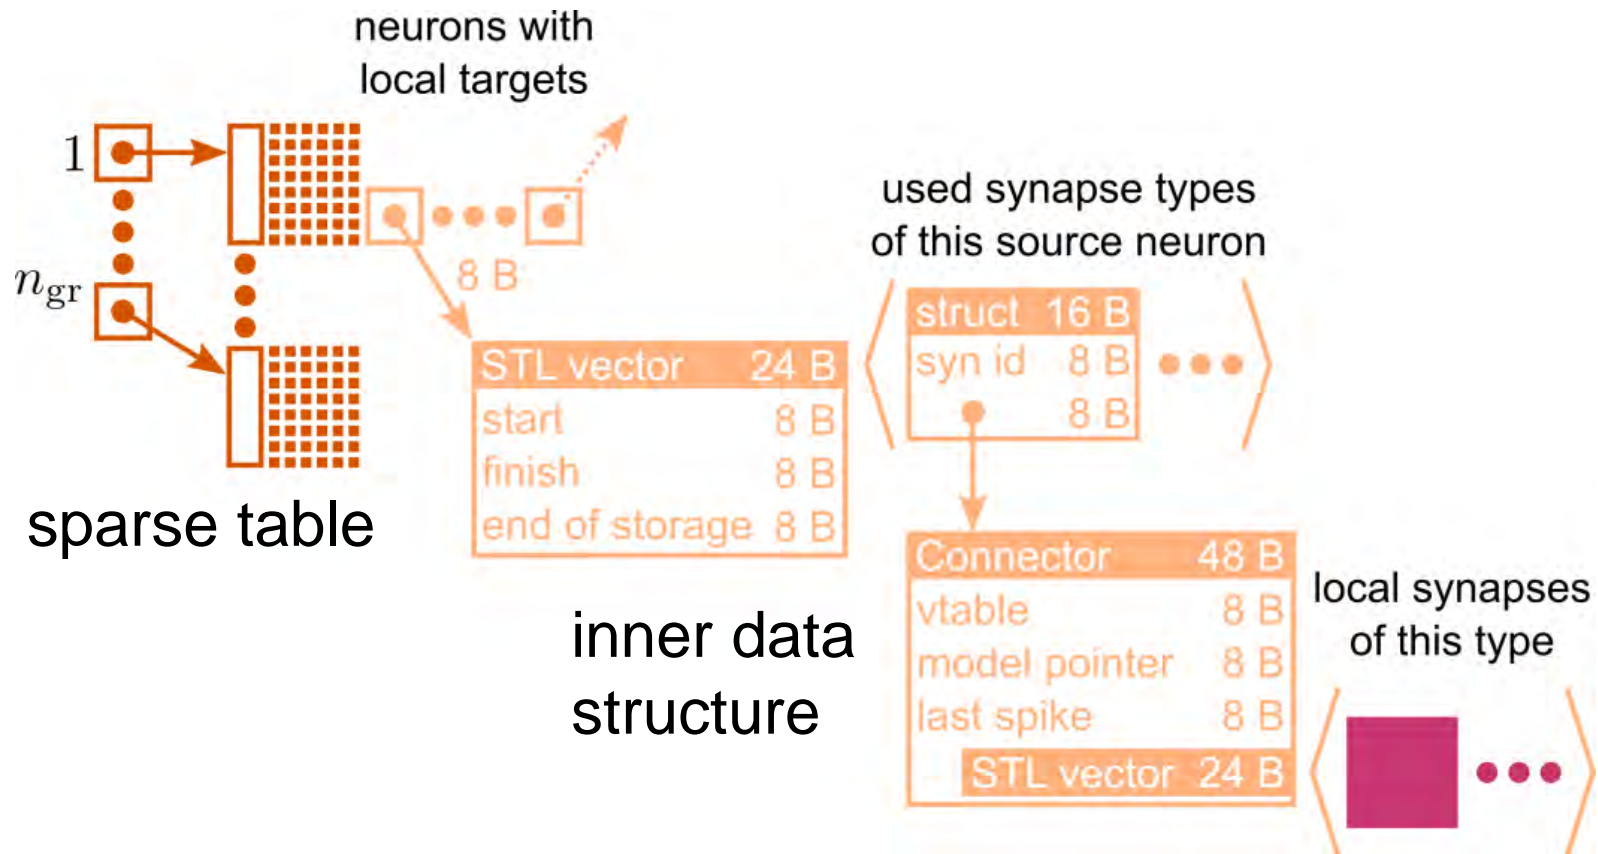 neurons with
local targets
1
n_gr
8 B
sparse table
used synapse types
of this source neuron
struct 16 B
syn id 8 B
8 B
STL vector 24 B
start 8 B
finish 8 B
end of storage 8 B
inner data
structure
Connector 48 B
vtable 8 B
model pointer 8 B
last spike 8 B
STL vector 24 B
local synapses
of this type